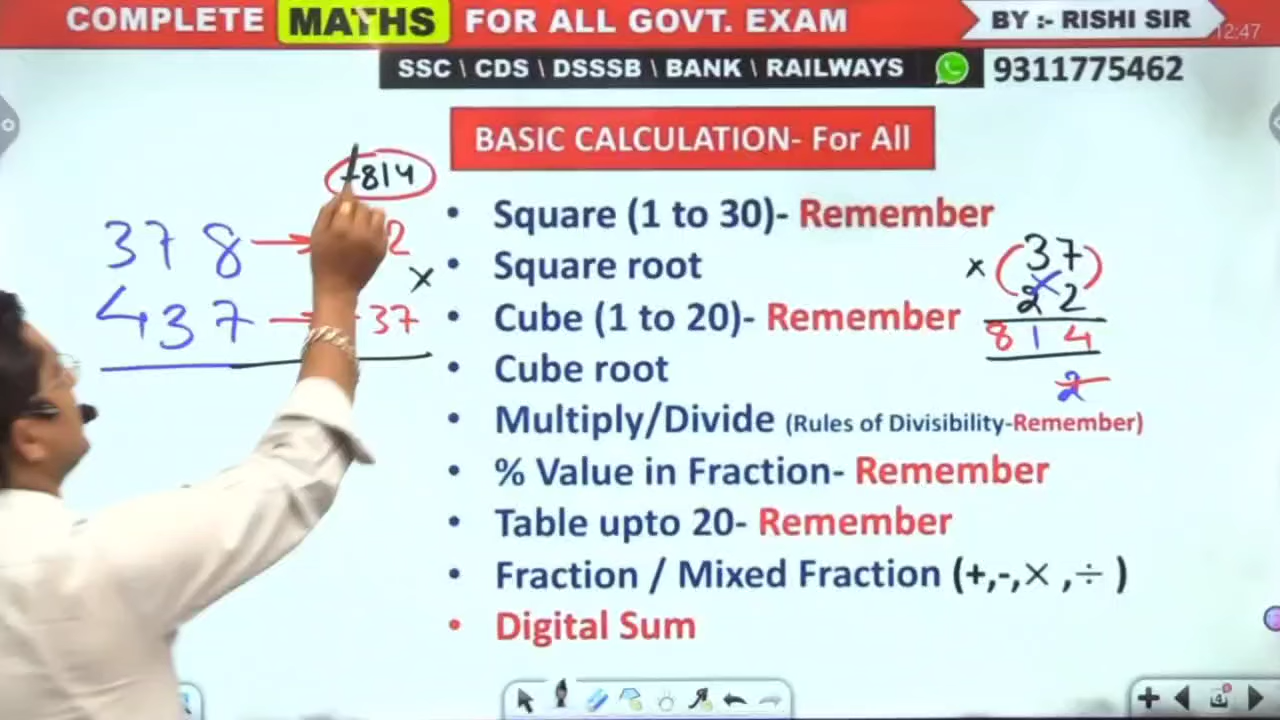 COMPLETE MATHS FOR ALL GOVT. EXAM
BY :- RISHI SIR
12:47
SSC \ CDS \ DSSSB \ BANK \ RAILWAYS
9311775462
BASIC CALCULATION- For All
-814
378 → 2
×
437 → 37
• Square (1 to 30)- Remember
• Square root
• Cube (1 to 20)- Remember
• Cube root
• Multiply/Divide (Rules of Divisibility-Remember)
• % Value in Fraction- Remember
• Table upto 20- Remember
• Fraction / Mixed Fraction (+,-,× ,÷ )
• Digital Sum
× (37)
22
814
2